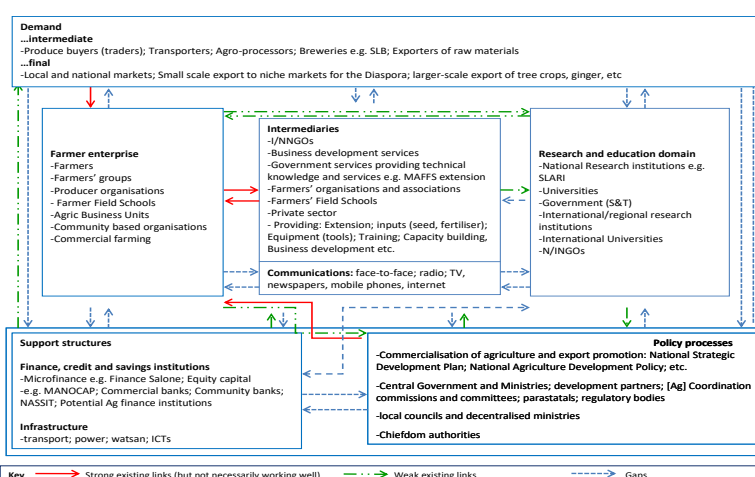 Demand
...intermediate
-Produce buyers (traders); Transporters; Agro-processors; Breweries e.g. SLB; Exporters of raw materials
...final
-Local and national markets; Small scale export to niche markets for the Diaspora; larger-scale export of tree crops, ginger, etc
Farmer enterprise
-Farmers
-Farmers' groups
-Producer organisations
- Farmer Field Schools
-Agric Business Units
-Community based organisations
-Commercial farming
Intermediaries
-I/NNGOs
-Business development services
-Government services providing technical
knowledge and services e.g. MAFFS extension
-Farmers' organisations and associations
-Farmers' Field Schools
-Private sector
- Providing: Extension; inputs (seed, fertiliser);
Equipment (tools); Training; Capacity building,
Business development etc.
Communications: face-to-face; radio; TV,
newspapers, mobile phones, internet
Research and education domain
-National Research institutions e.g.
SLARI
-Universities
-Government (S&T)
-International/regional research
institutions
-International Universities
-N/INGOs
Support structures
Finance, credit and savings institutions
-Microfinance e.g. Finance Salone; Equity capital
-e.g. MANOCAP; Commercial banks; Community banks;
NASSIT; Potential Ag finance institutions
Infrastructure
-transport; power; watsan; ICTs
Policy processes
-Commercialisation of agriculture and export promotion: National Strategic
Development Plan; National Agriculture Development Policy; etc.
-Central Government and Ministries; development partners; [Ag] Coordination
commissions and committees; parastatals; regulatory bodies
-local councils and decentralised ministries
-Chiefdom authorities
Key Strong existing links (but not necessarily working well) Weak existing links Gaps